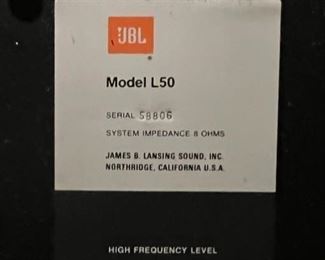 JBL
Model L50
SERIAL 58806
SYSTEM IMPEDANCE 8 OHMS
JAMES B. LANSING SOUND, INC.
NORTHRIDGE, CALIFORNIA U.S.A.
HIGH FREQUENCY LEVEL